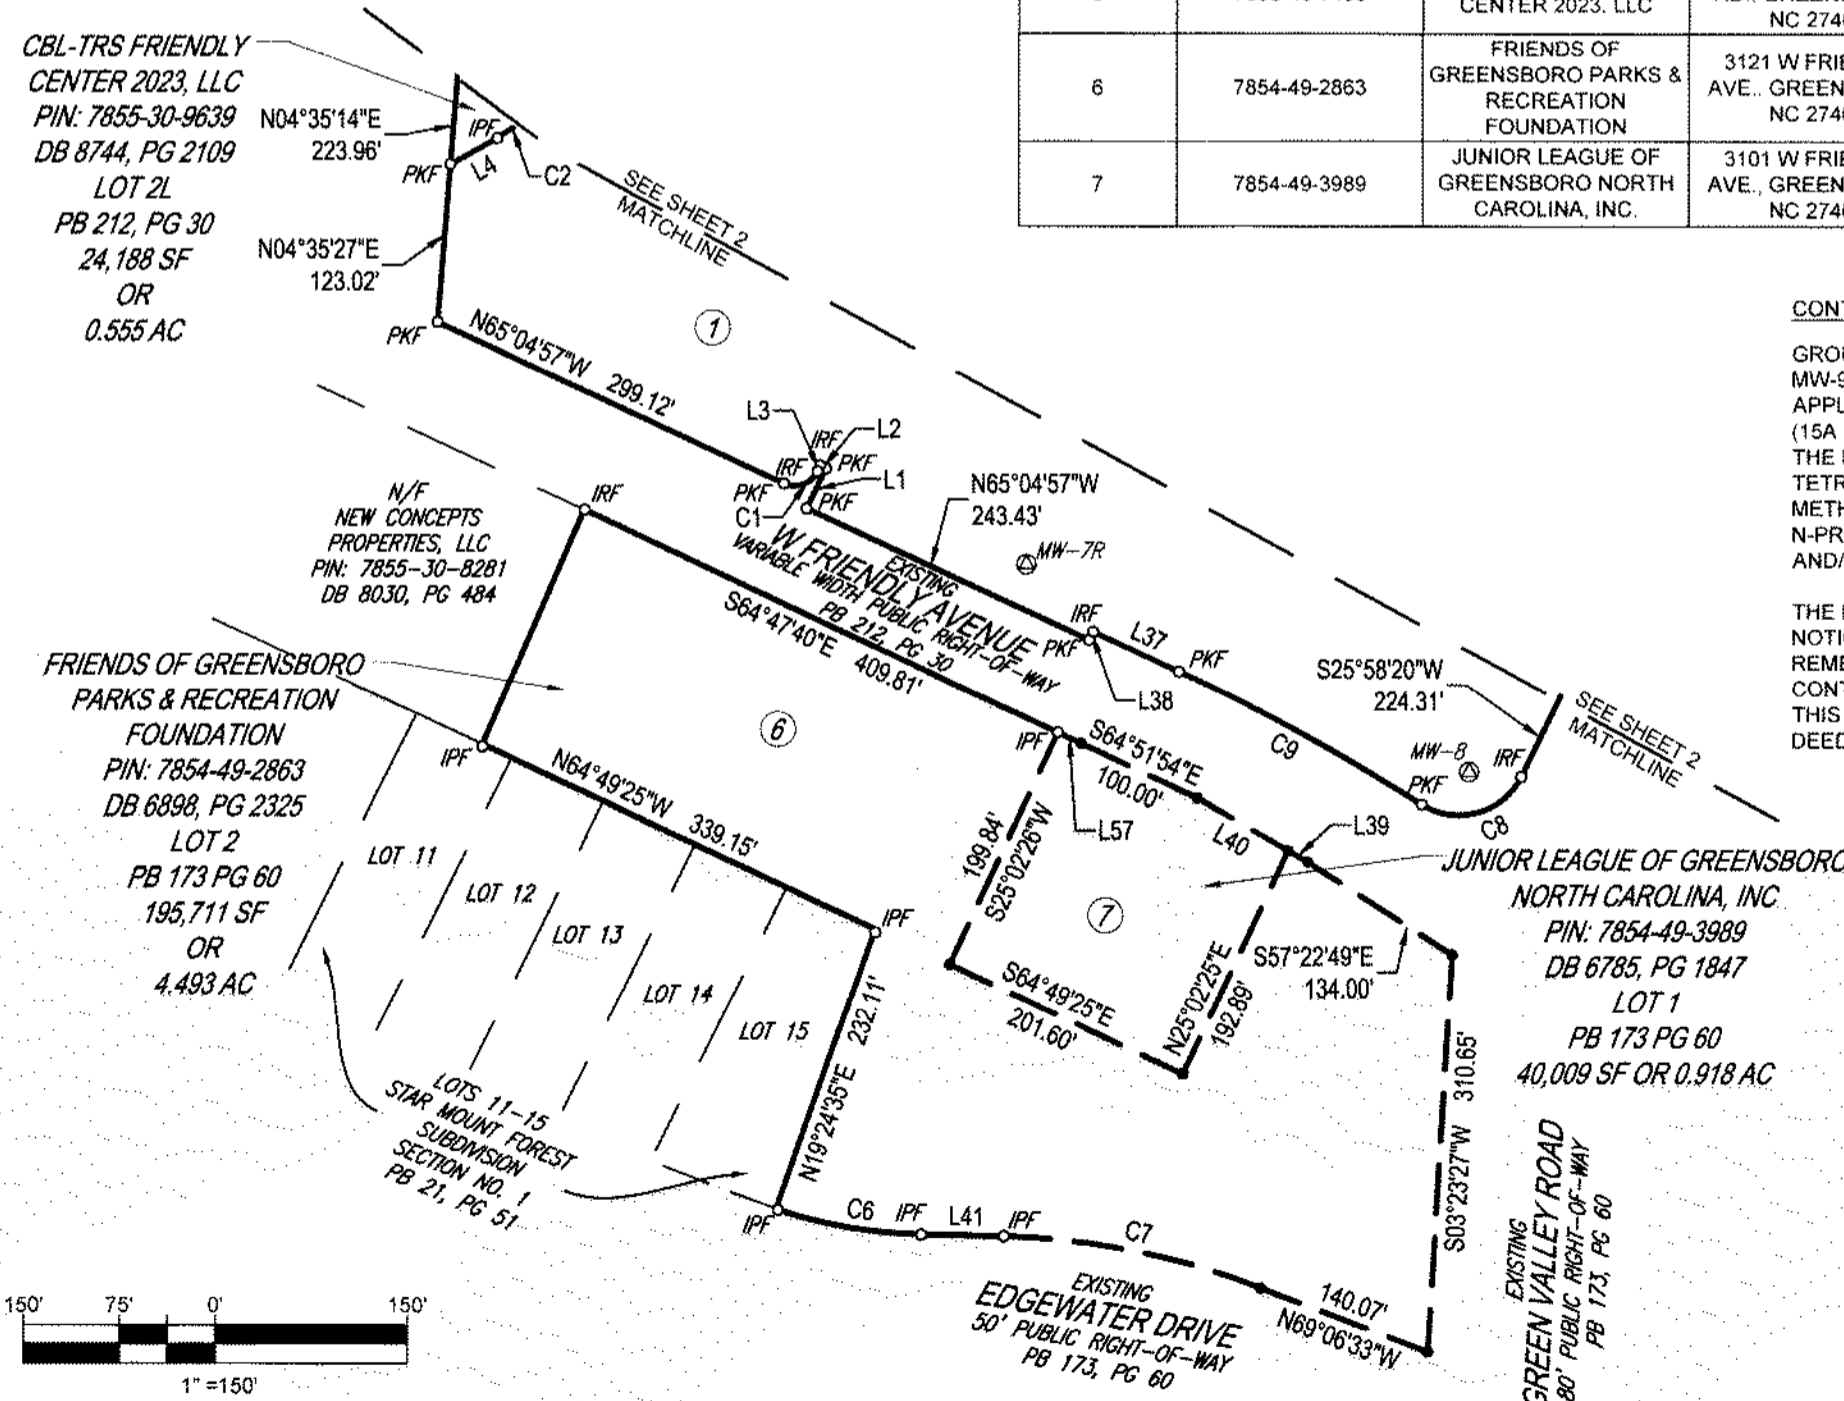 CENTER 2023, LLC
NC 274
6
7854-49-2863
FRIENDS OF
GREENSBORO PARKS &
RECREATION
FOUNDATION
3121 W FRIE
AVE., GREEN
NC 274
7
7854-49-3989
JUNIOR LEAGUE OF
GREENSBORO NORTH
CAROLINA, INC.
3101 W FRIE
AVE., GREEN
NC 274
CBL-TRS FRIENDLY
CENTER 2023, LLC
PIN: 7855-30-9639
DB 8744, PG 2109
LOT 2L
PB 212, PG 30
24,188 SF
OR
0.555 AC
N04°35'14"E
223.96'
IPF
PKF
L4
C2
N04°35'27"E
123.02'
PKF
SEE SHEET 2
MATCHLINE
1
N65°04'57"W 299.12'
L3
IRF
L2
IRF
PKF
PKF
L1
C1
PKF
N65°04'57"W
243.43'
MW-7R
CONT
GROU
MW-9
APPL
(15A
THE
TETR
METH
N-PR
AND/
THE
NOTI
REME
CONT
THIS
DEED
N/F
NEW CONCEPTS
PROPERTIES, LLC
PIN: 7855-30-8281
DB 8030, PG 484
IRF
EXISTING
W FRIENDLY AVENUE
VARIABLE WIDTH PUBLIC RIGHT-OF-WAY
PB 212, PG 30
S64°47'40"E 409.81'
IRF
PKF
L37
PKF
L38
S25°58'20"W
224.31'
SEE SHEET 2
MATCHLINE
FRIENDS OF GREENSBORO
PARKS & RECREATION
FOUNDATION
PIN: 7854-49-2863
DB 6898, PG 2325
LOT 2
PB 173 PG 60
195,711 SF
OR
4.493 AC
6
IPF
IPF
S64°51'54"E
100.00'
C9
MW-8
IRF
PKF
C8
L57
L40
L39
N64°49'25"W 339.15'
LOT 11
LOT 12
LOT 13
LOT 14
LOT 15
IPF
199.84'
S25°02'26"W
7
S64°49'25"E
201.60'
N25°02'25"E
192.89'
S57°22'49"E
134.00'
JUNIOR LEAGUE OF GREENSBORO
NORTH CAROLINA, INC
PIN: 7854-49-3989
DB 6785, PG 1847
LOT 1
PB 173 PG 60
40,009 SF OR 0.918 AC
N19°24'35"E 232.11'
S03°23'27"W 310.65'
LOTS 11-15
STAR MOUNT FOREST
SUBDIVISION
SECTION NO. 1
PB 21, PG 51
IPF
C6
IPF
L41
IPF
C7
140.07'
N69°06'33"W
EXISTING
EDGEWATER DRIVE
50' PUBLIC RIGHT-OF-WAY
PB 173, PG 60
EXISTING
GREEN VALLEY ROAD
80' PUBLIC RIGHT-OF-WAY
PB 173, PG 60
150' 75' 0' 150'
1" =150'